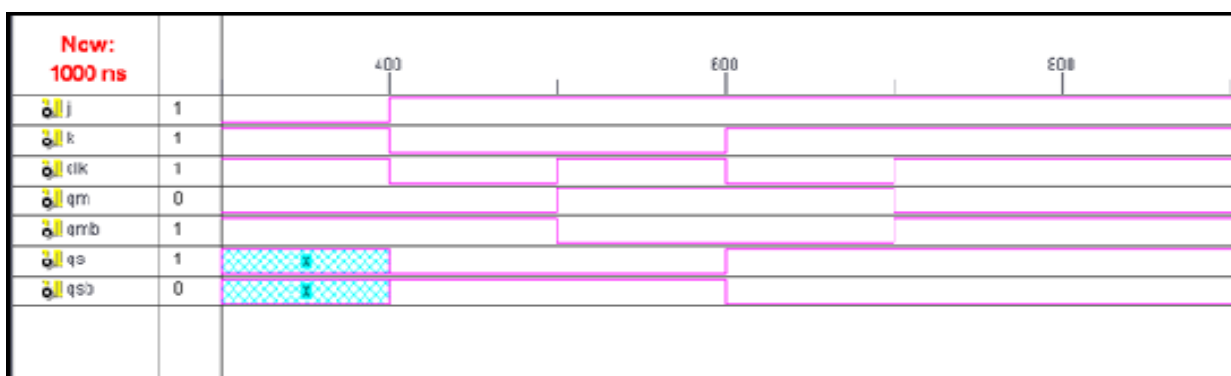 Now:
1000 ns
400 600 800
j 1
k 1
clk 1
qm 0
qmb 1
qs 1 x
qsb 0 x